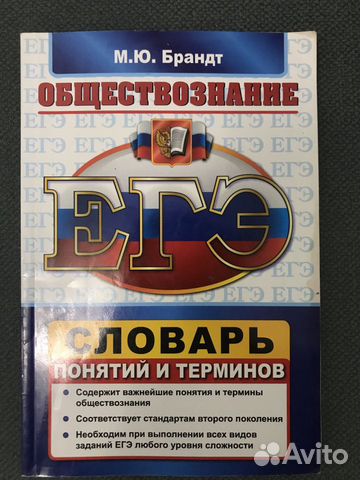 М.Ю. Брандт
ОБЩЕСТВОЗНАНИЕ
ЕГЭ
СЛОВАРЬ
ПОНЯТИЙ И ТЕРМИНОВ
• Содержит важнейшие понятия и термины
обществознания
• Соответствует стандартам второго поколения
• Необходим при выполнении всех видов
заданий ЕГЭ любого уровня сложности
Avito